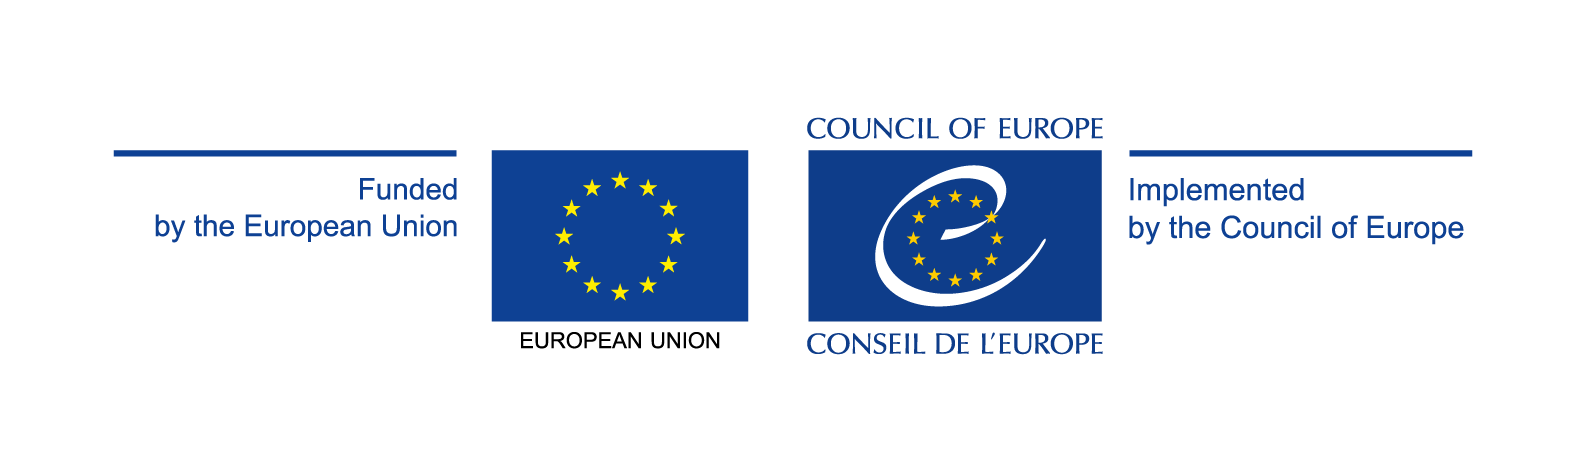 Funded
by the European Union
EUROPEAN UNION
COUNCIL OF EUROPE
CONSEIL DE L'EUROPE
Implemented
by the Council of Europe